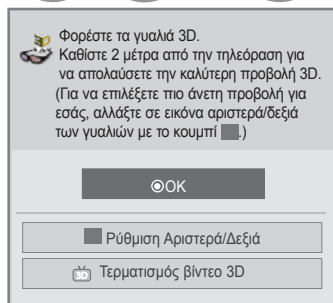 Φορέστε τα γυαλιά 3D.
Καθίστε 2 μέτρα από την τηλεόραση για
να απολαύσετε την καλύτερη προβολή 3D.
(Για να επιλέξετε πιο άνετη προβολή για
εσάς, αλλάξτε σε εικόνα αριστερά/δεξιά
των γυαλιών με το κουμπί .)
OK
Ρύθμιση Αριστερά/Δεξιά
3D Τερματισμός βίντεο 3D